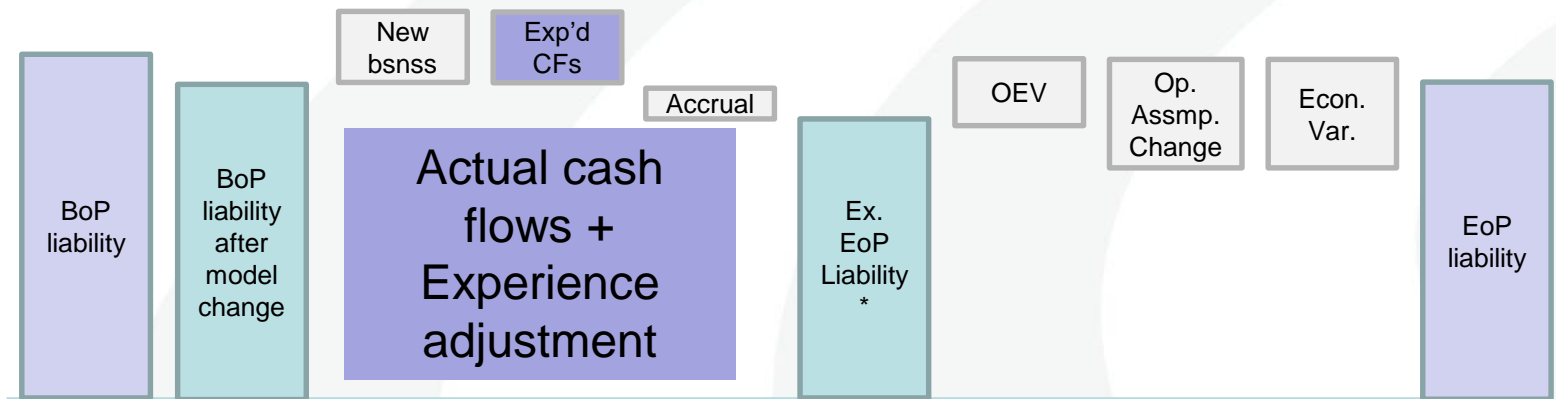 BoP
liability
BoP
liability
after
model
change
New
bsnss
Exp’d
CFs
Accrual
Actual cash
flows +
Experience
adjustment
Ex.
EoP
Liability
*
OEV
Op.
Assmp.
Change
Econ.
Var.
EoP
liability